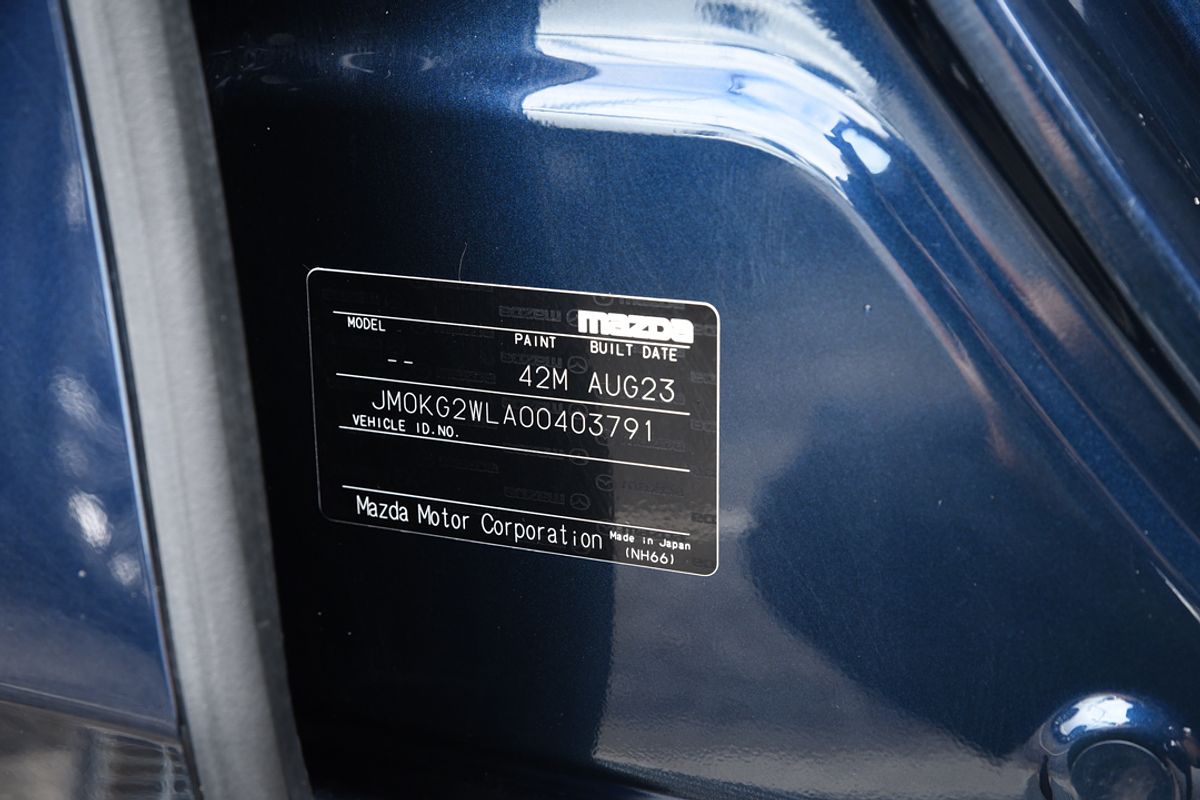 mazda
MODEL PAINT BUILT DATE
-- 42M AUG23
JM0KG2WLA00403791
VEHICLE ID.NO.
Mazda Motor Corporation Made in Japan
(NH66)